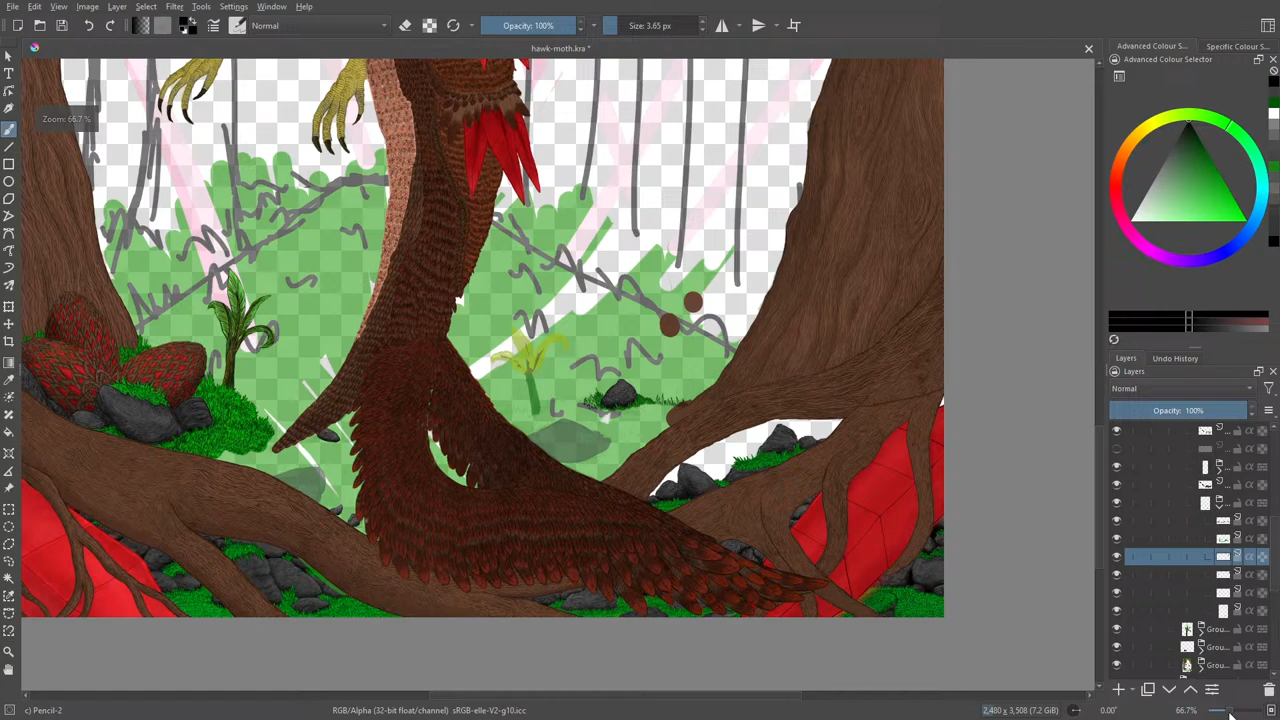 File Edit View Image Layer Select Filter Tools Settings Window Help
Normal Opacity: 100% Size: 3.65 px
hawk-moth.kra *
Advanced Colour S... Specific Colour S...
Advanced Colour Selector
Zoom: 66.7 %
Layers Undo History
Layers
Normal
Opacity: 100%
Grou...
Grou...
Grou...
c) Pencil-2 RGB/Alpha (32-bit float/channel) sRGB-elle-V2-g10.icc 2,480 x 3,508 (7.2 GiB) 0.00° 66.7%